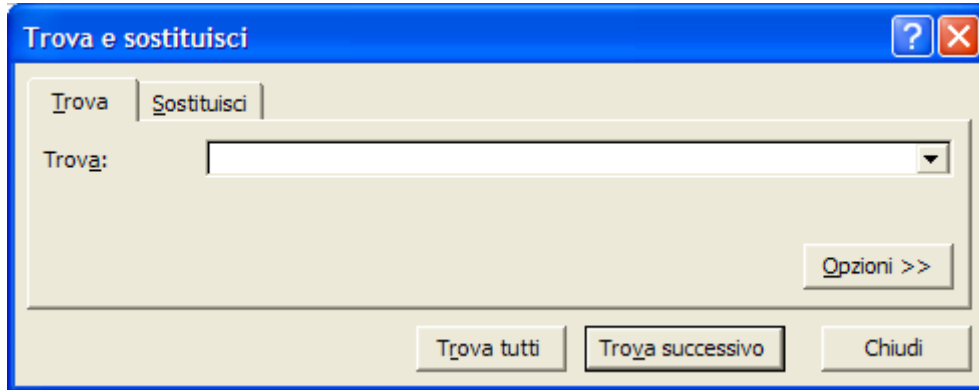 Trova e sostituisci
Trova Sostituisci
Trova:
Opzioni >>
Trova tutti Trova successivo Chiudi